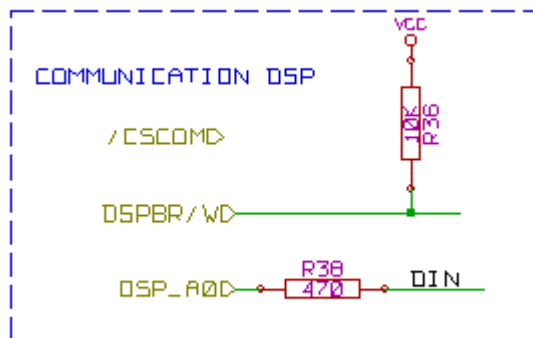 VCC
COMMUNICATION DSP
10K
R36
/CSCOM
DSPBR/W
R38
DSP_A0
470
DIN